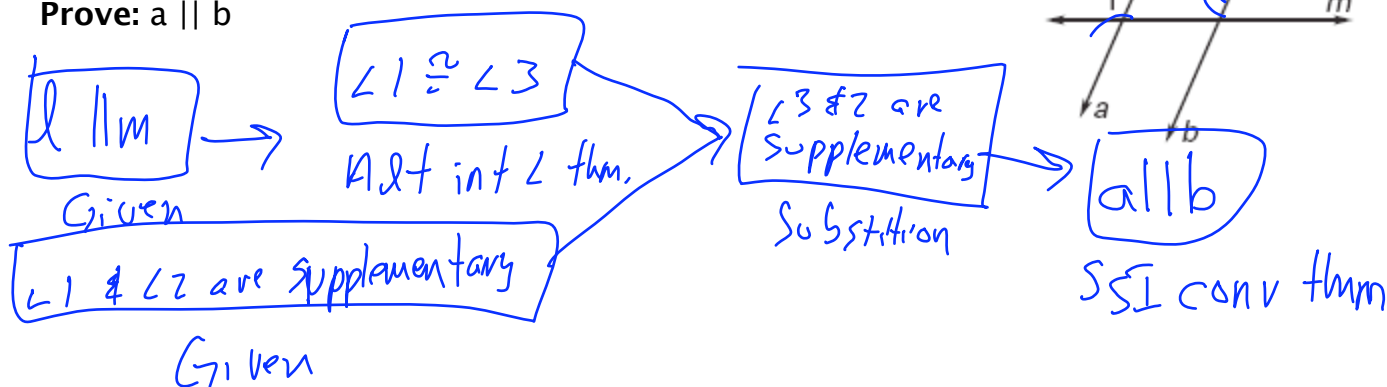 Prove: a || b
m
a
b
l || m
Given
∠1 ≅ ∠3
Alt int ∠ thm.
∠1 & ∠2 are supplementary
Given
∠3 & 2 are
supplementary
Substition
a || b
SSI conv thm